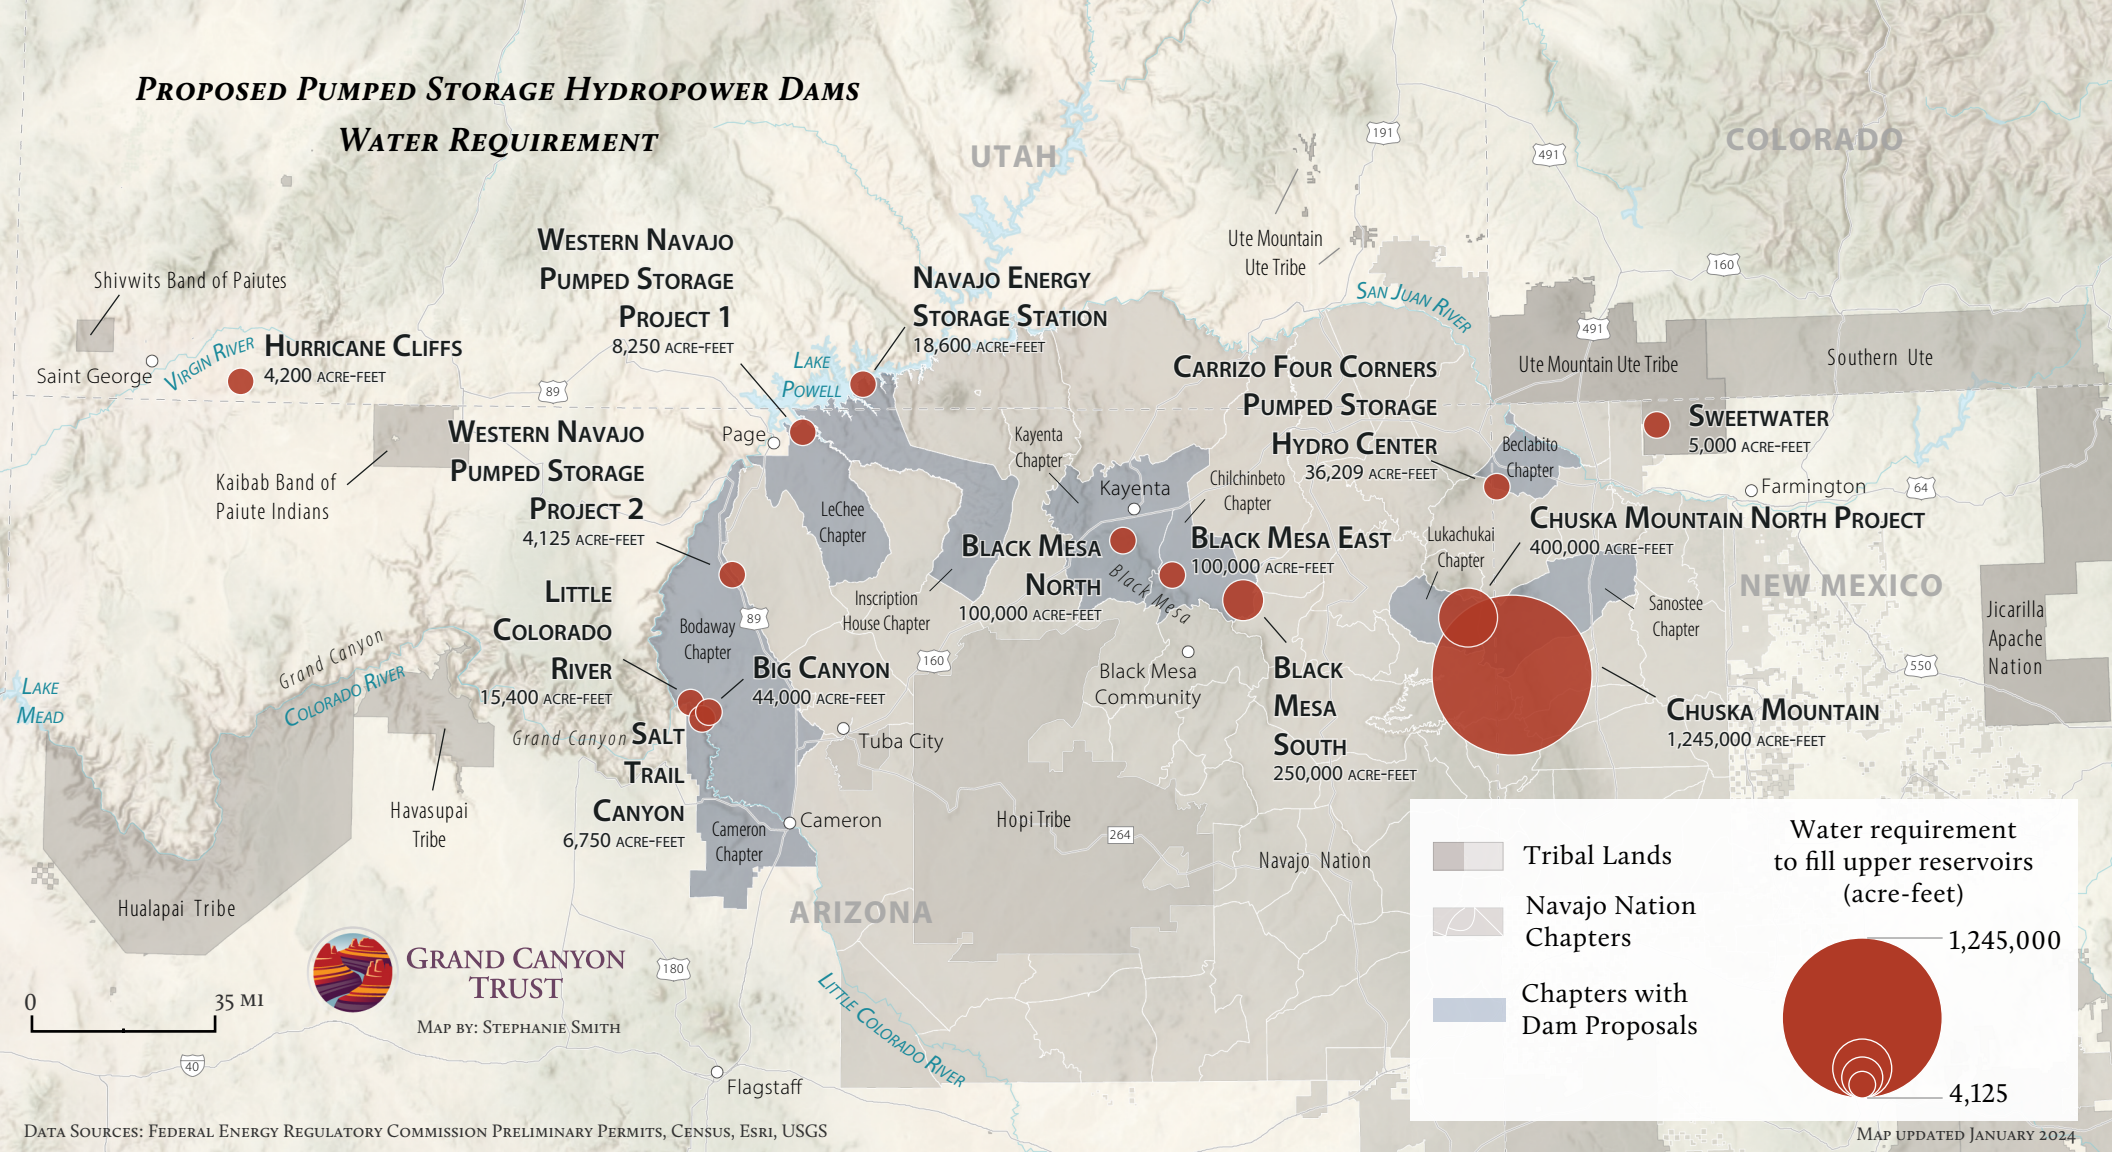 PROPOSED PUMPED STORAGE HYDROPOWER DAMS
WATER REQUIREMENT
UTAH
COLORADO
191
491
160
Ute Mountain
Ute Tribe
SAN JUAN RIVER
491
Ute Mountain Ute Tribe
Southern Ute
Shivwits Band of Paiutes
Saint George
VIRGIN RIVER
HURRICANE CLIFFS
4,200 ACRE-FEET
89
WESTERN NAVAJO
PUMPED STORAGE
PROJECT 1
8,250 ACRE-FEET
LAKE
POWELL
NAVAJO ENERGY
STORAGE STATION
18,600 ACRE-FEET
CARRIZO FOUR CORNERS
PUMPED STORAGE
HYDRO CENTER
36,209 ACRE-FEET
Beclabito
Chapter
SWEETWATER
5,000 ACRE-FEET
Farmington
64
Kaibab Band of
Paiute Indians
WESTERN NAVAJO
PUMPED STORAGE
PROJECT 2
4,125 ACRE-FEET
Page
LeChee
Chapter
Kayenta
Chapter
Kayenta
Chilchinbeto
Chapter
BLACK MESA
NORTH
100,000 ACRE-FEET
BLACK MESA EAST
100,000 ACRE-FEET
Black Mesa
Lukachukai
Chapter
CHUSKA MOUNTAIN NORTH PROJECT
400,000 ACRE-FEET
NEW MEXICO
Sanostee
Chapter
Jicarilla
Apache
Nation
550
LITTLE
COLORADO
RIVER
15,400 ACRE-FEET
Bodaway
Chapter
89
Inscription
House Chapter
160
BIG CANYON
44,000 ACRE-FEET
Black Mesa
Community
BLACK
MESA
SOUTH
250,000 ACRE-FEET
CHUSKA MOUNTAIN
1,245,000 ACRE-FEET
LAKE
MEAD
Grand Canyon
COLORADO RIVER
Grand Canyon
SALT
TRAIL
CANYON
6,750 ACRE-FEET
Tuba City
Cameron
Cameron
Chapter
Havasupai
Tribe
Hualapai Tribe
Hopi Tribe
264
Navajo Nation
ARIZONA
LITTLE COLORADO RIVER
180
40
Flagstaff
GRAND CANYON
TRUST
MAP BY: STEPHANIE SMITH
0
35 MI
Tribal Lands
Navajo Nation
Chapters
Chapters with
Dam Proposals
Water requirement
to fill upper reservoirs
(acre-feet)
1,245,000
4,125
DATA SOURCES: FEDERAL ENERGY REGULATORY COMMISSION PRELIMINARY PERMITS, CENSUS, ESRI, USGS
MAP UPDATED JANUARY 2024